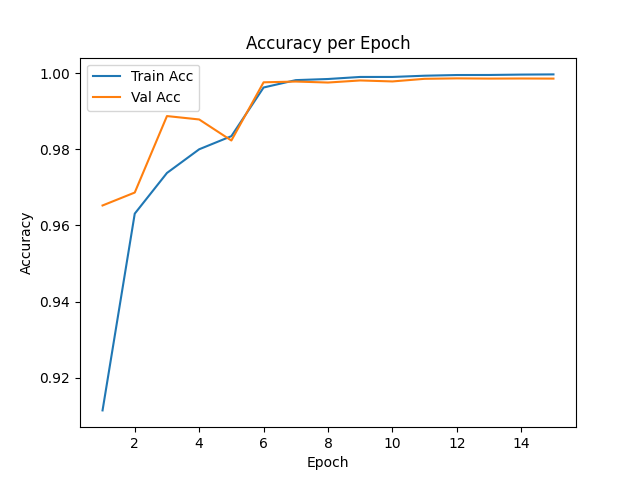 Accuracy per Epoch
Train Acc
Val Acc
1.00
0.98
0.96
0.94
0.92
Accuracy
2 4 6 8 10 12 14
Epoch